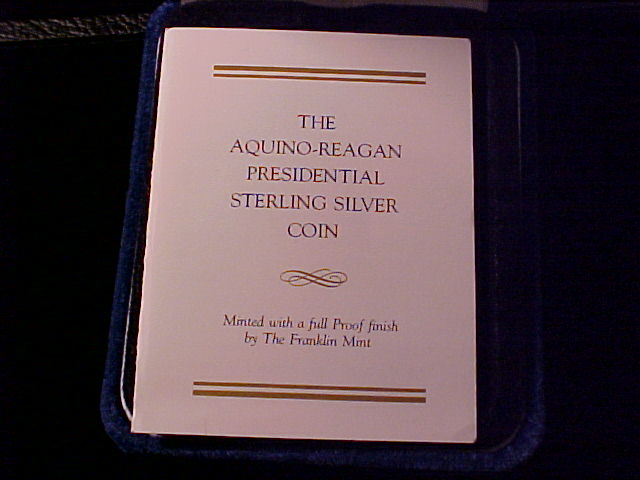 THE
AQUINO-REAGAN
PRESIDENTIAL
STERLING SILVER
COIN
Minted with a full Proof finish
by The Franklin Mint